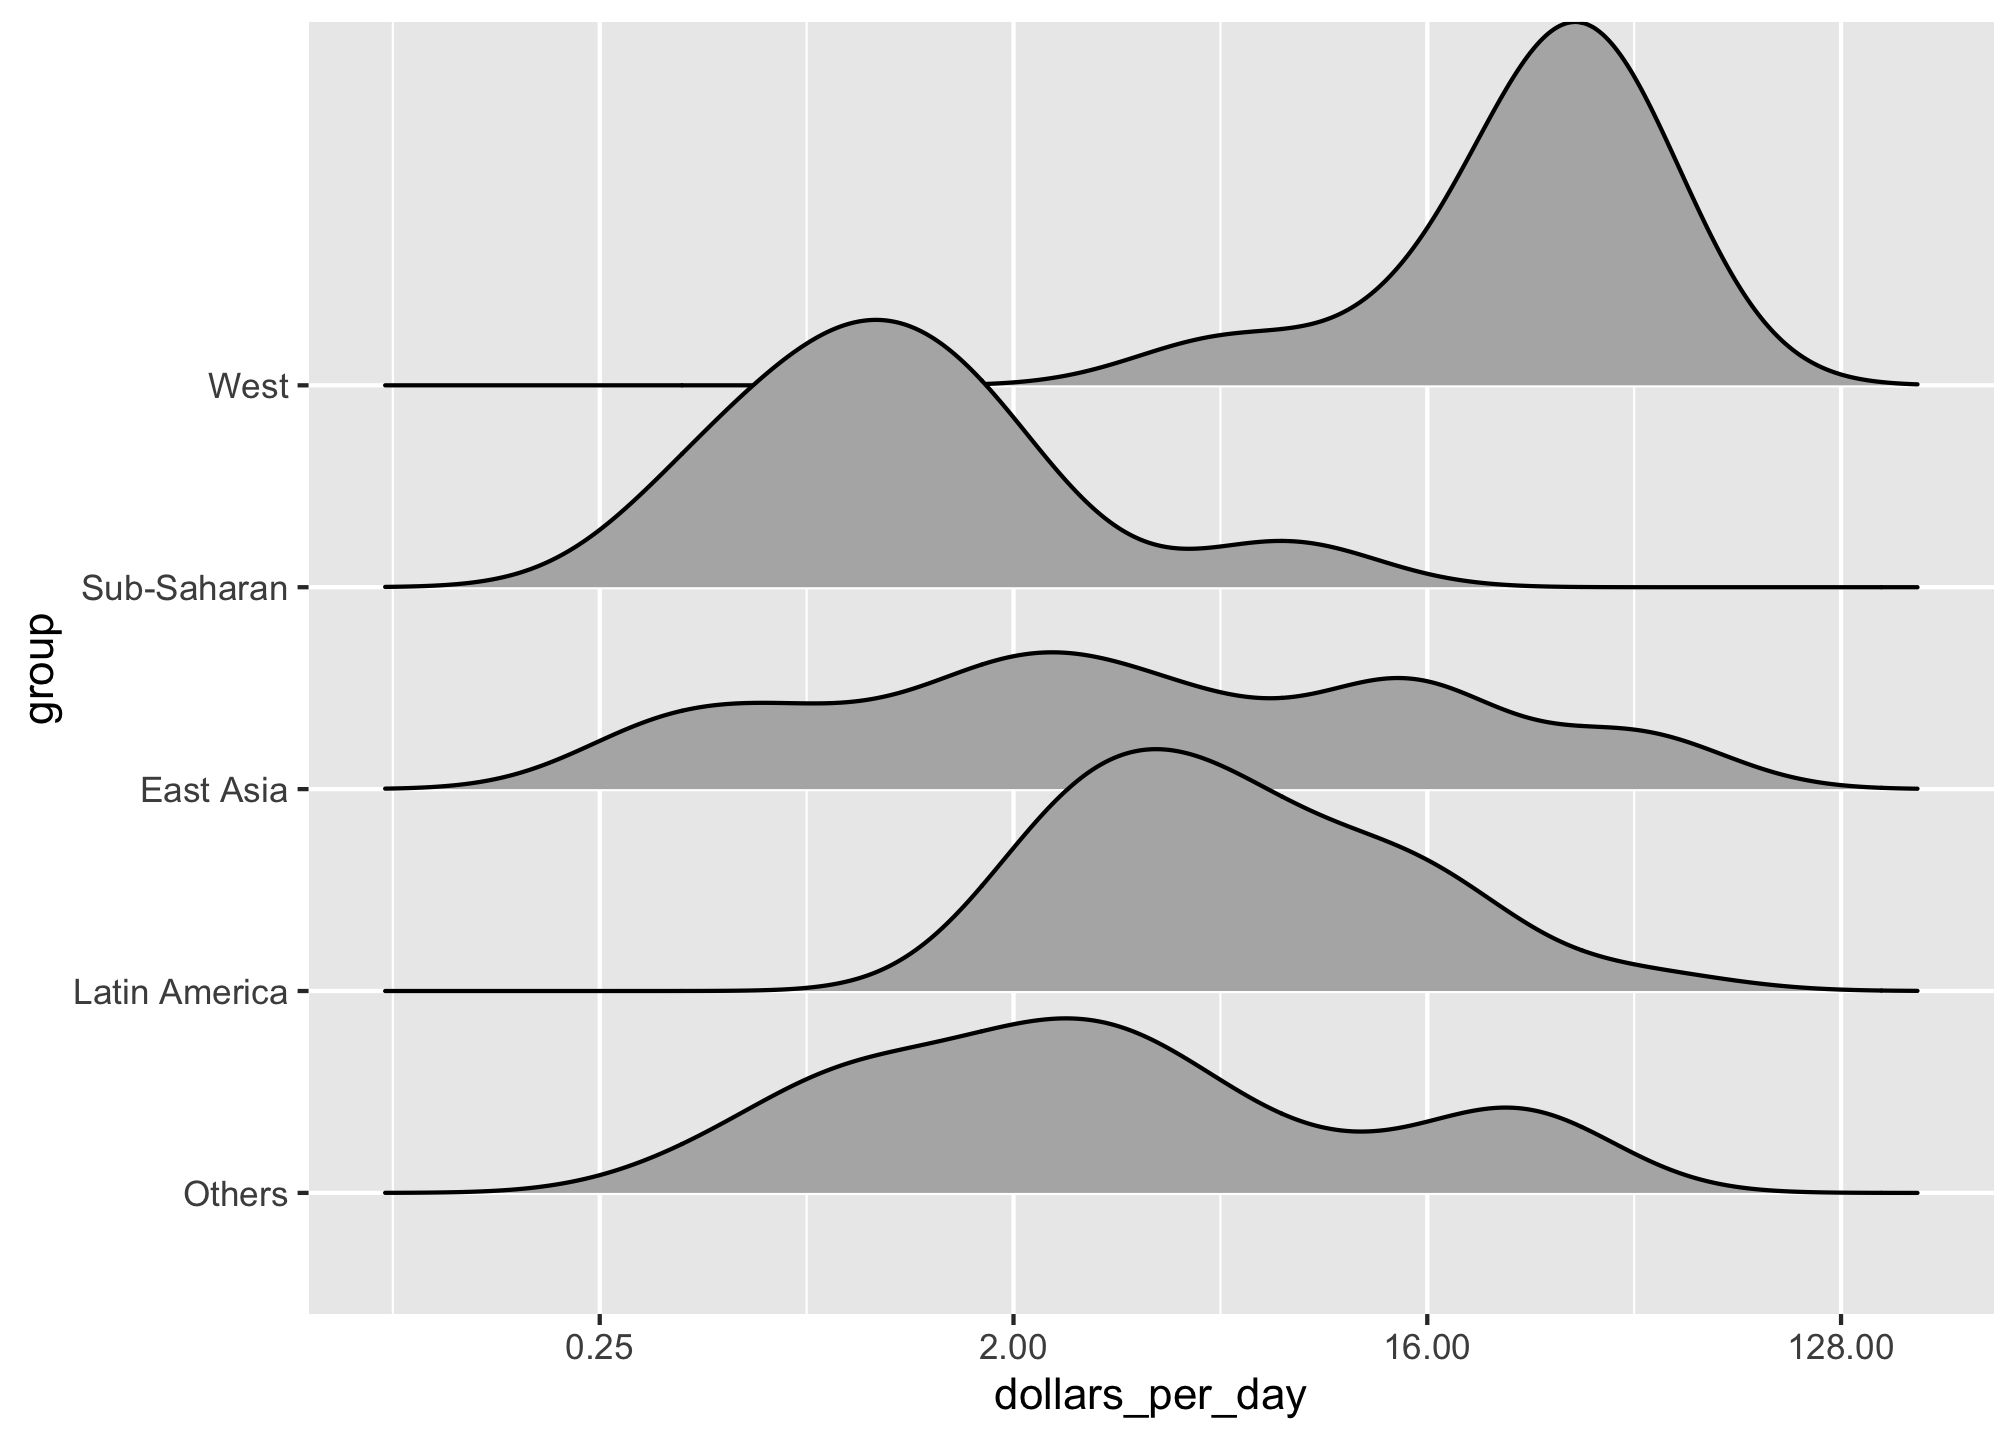 group
West
Sub-Saharan
East Asia
Latin America
Others
0.25 2.00 16.00 128.00
dollars_per_day